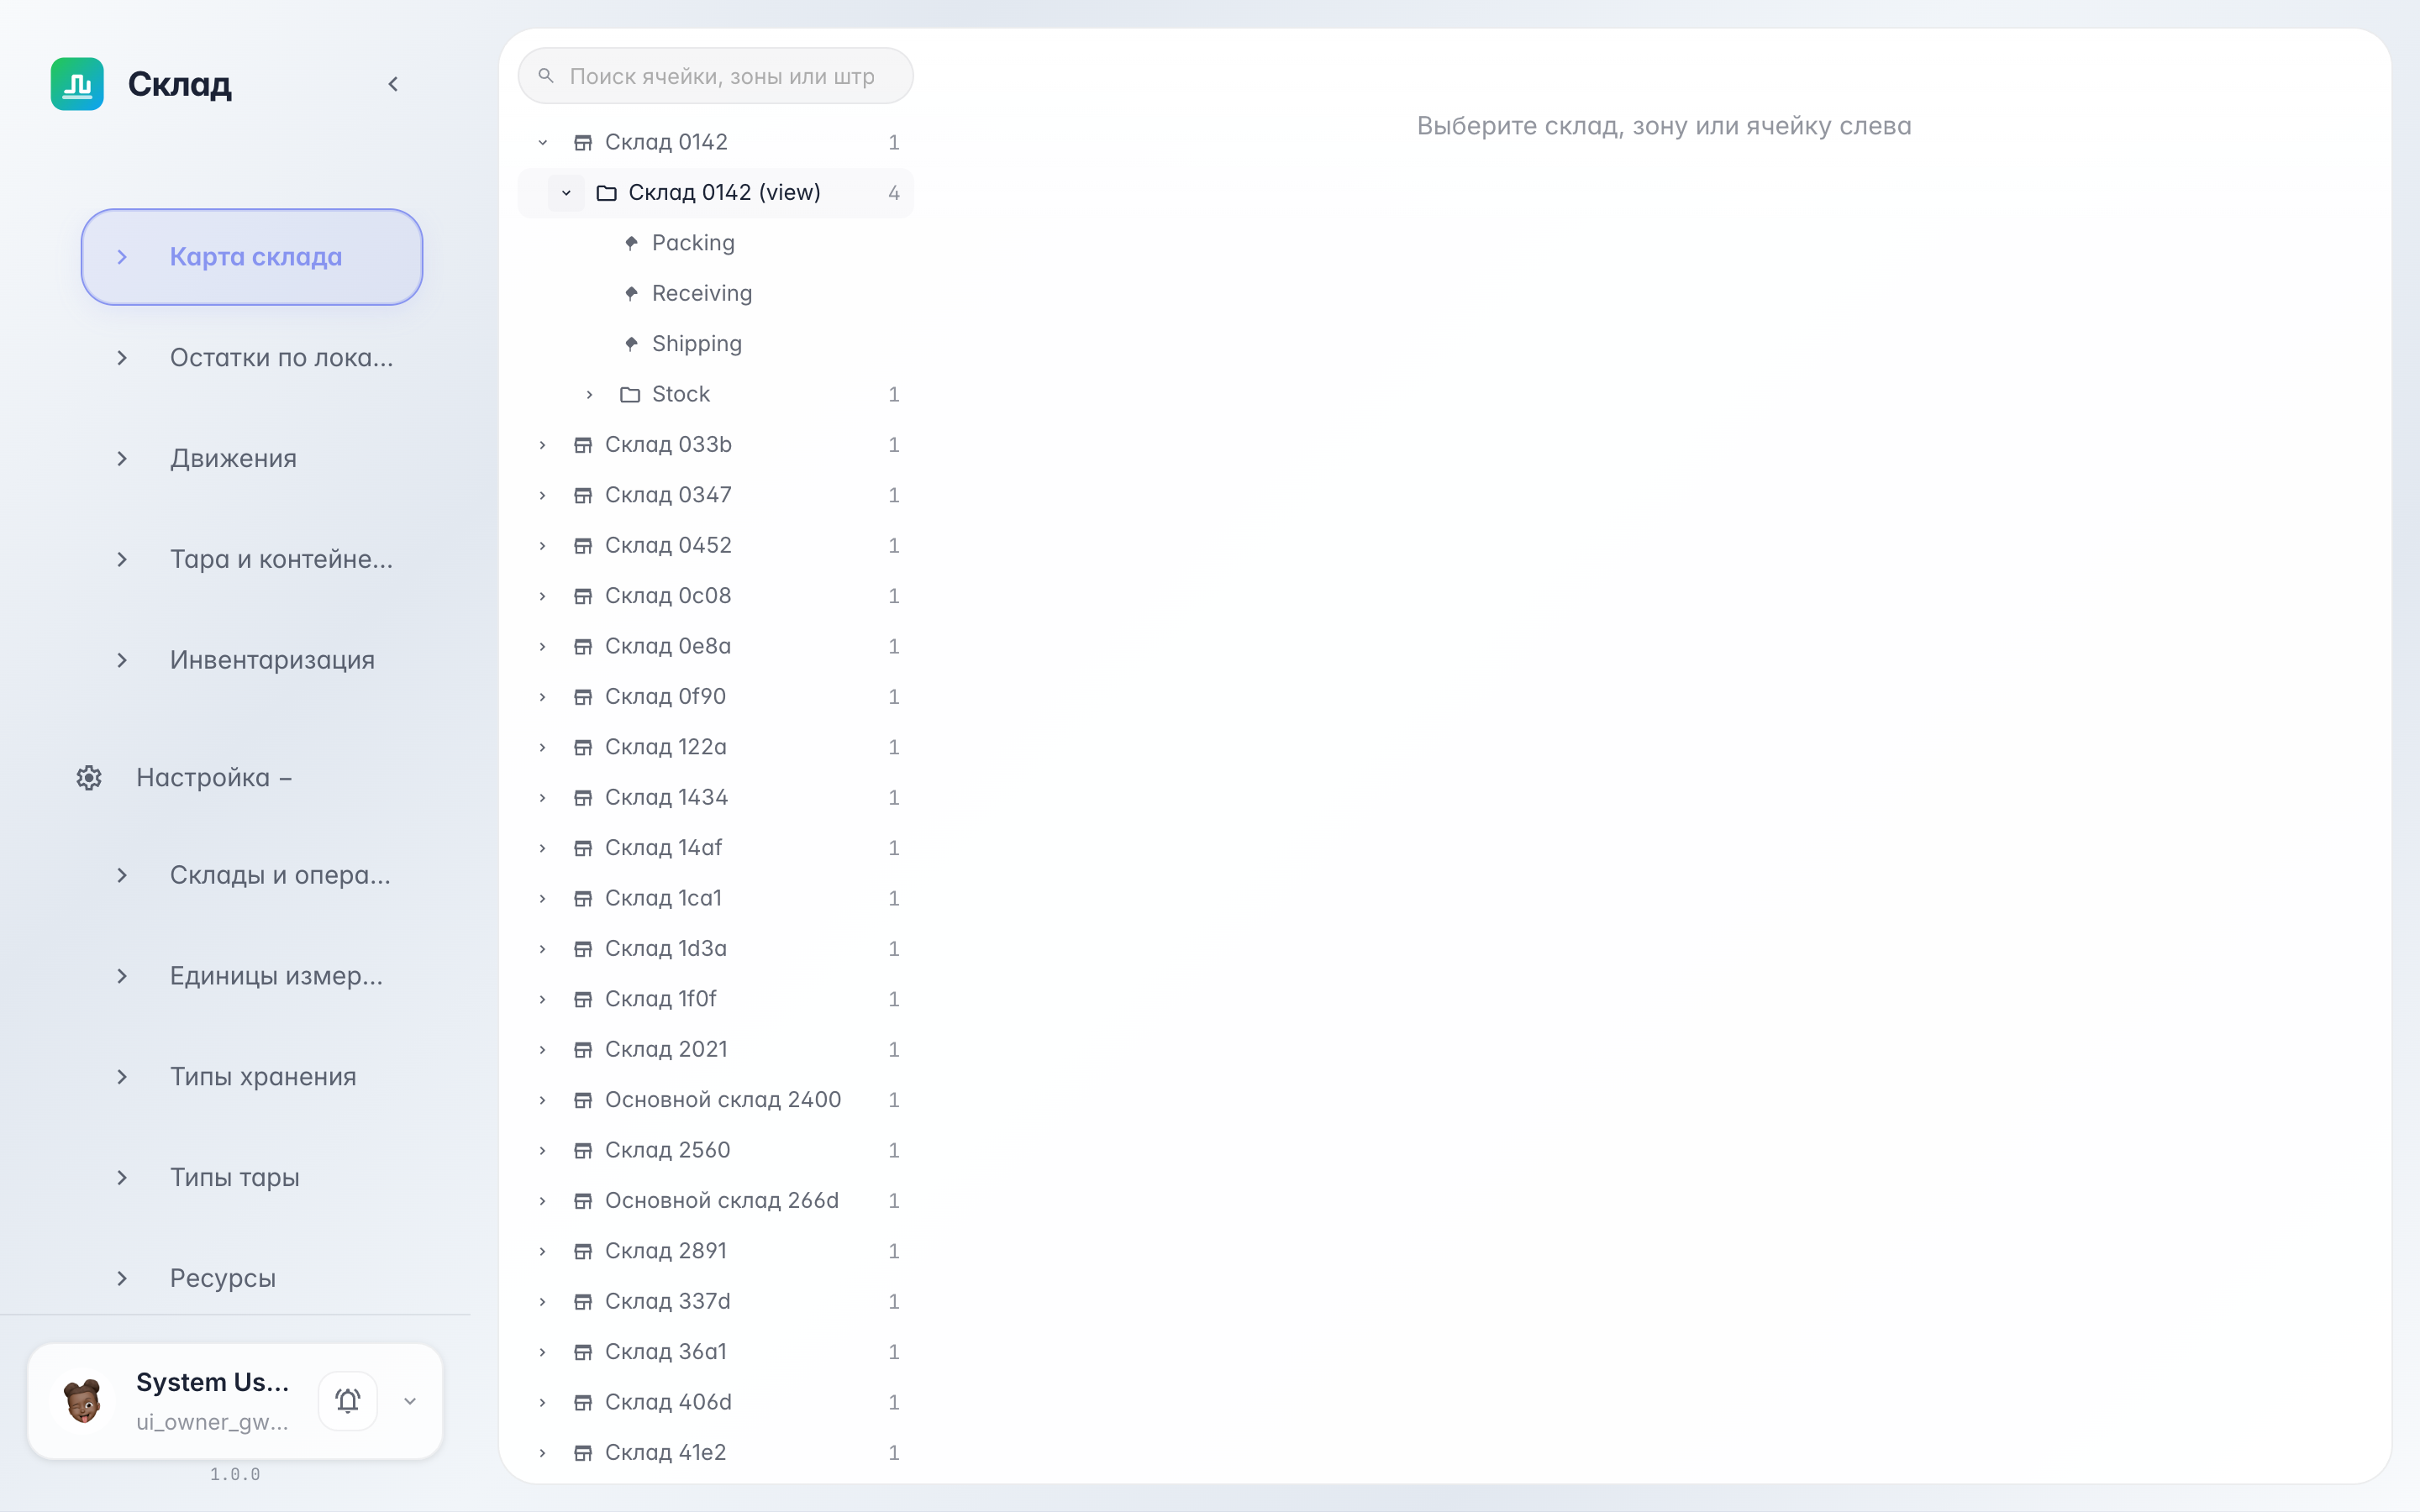 Склад
Карта склада
Остатки по лока...
Движения
Тара и контейне...
Инвентаризация
Настройка –
Склады и опера...
Единицы измер...
Типы хранения
Типы тары
Ресурсы
System Us...
ui_owner_gw...
1.0.0
Поиск ячейки, зоны или штр
Склад 0142 1
Склад 0142 (view) 4
Packing
Receiving
Shipping
Stock 1
Склад 033b 1
Склад 0347 1
Склад 0452 1
Склад 0c08 1
Склад 0e8a 1
Склад 0f90 1
Склад 122a 1
Склад 1434 1
Склад 14af 1
Склад 1ca1 1
Склад 1d3a 1
Склад 1f0f 1
Склад 2021 1
Основной склад 2400 1
Склад 2560 1
Основной склад 266d 1
Склад 2891 1
Склад 337d 1
Склад 36a1 1
Склад 406d 1
Склад 41e2 1
Выберите склад, зону или ячейку слева